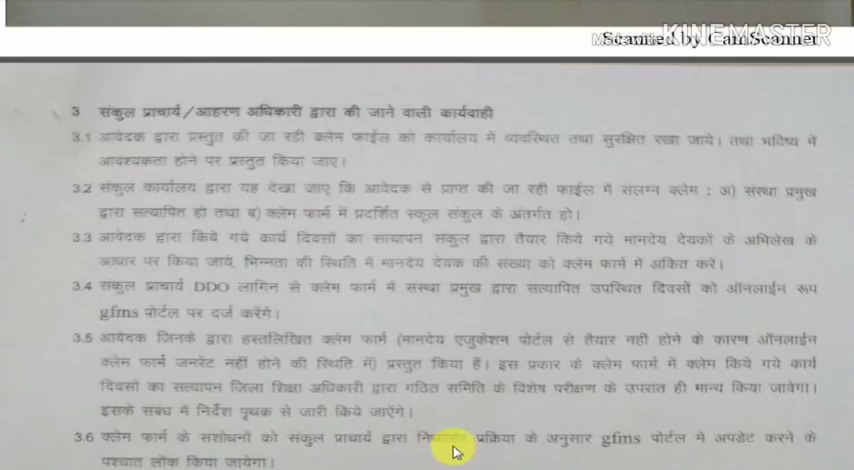 Made with KINEMASTER
Scanned by CamScanner
3 संकुल प्राचार्य/आहरण अधिकारी द्वारा की जाने वाली कार्यवाही
3.1 आवेदक द्वारा प्रस्तुत की जा रही क्लेम फाईल को कार्यालय में व्यवस्थित तथा सुरक्षित रखा जाये। तथा भविष्य में
आवश्यकता होने पर प्रस्तुत किया जाए।
3.2 संकुल कार्यालय द्वारा यह देखा जाए कि आवेदक से प्राप्त की जा रही फाईल में संलग्न क्लेम : अ) संस्था प्रमुख
द्वारा सत्यापित हो तथा ब) क्लेम फार्म में प्रदर्शित स्कूल संकुल के अंतर्गत हो।
3.3 आवेदक द्वारा किये गये कार्य दिवसों का सत्यापन संकुल द्वारा तैयार किये गये मानदेय देयकों के अभिलेख के
आधार पर किया जाये, भिन्नता की स्थिति में मानदेय देयक की संख्या को क्लेम फार्म में अंकित करें।
3.4 संकुल प्राचार्य DDO लागिन से क्लेम फार्म में संस्था प्रमुख द्वारा सत्यापित उपस्थित दिवसों को ऑनलाईन रूप
gfms पोर्टल पर दर्ज करेंगे।
3.5 आवेदक जिनके द्वारा हस्तलिखित क्लेम फार्म (मानदेय एजुकेशन पोर्टल से तैयार नहीं होने के कारण ऑनलाईन
क्लेम फार्म जनरेट नहीं होने की स्थिति में) प्रस्तुत किया हैं। इस प्रकार के क्लेम फार्म में क्लेम किये गये कार्य
दिवसों का सत्यापन जिला शिक्षा अधिकारी द्वारा गठित समिति के विशेष परीक्षण के उपरांत ही मान्य किया जावेगा।
इसके संबंध में निर्देश पृथक से जारी किये जाऐंगे।
3.6 क्लेम फार्म के संशोधनों को संकुल प्राचार्य द्वारा प्रक्रिया के अनुसार gfms पोर्टल में अपडेट करने के
पश्चात लॉक किया जायेगा।